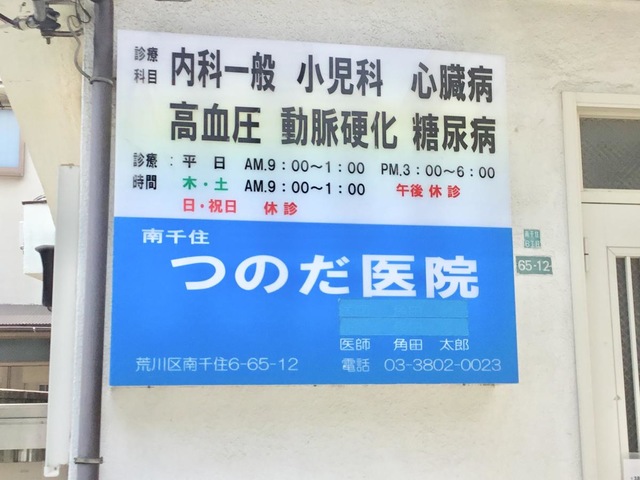 診療科目 内科一般 小児科 心臓病
高血圧 動脈硬化 糖尿病
診療時間: 平日 AM.9:00〜1:00 PM.3:00〜6:00
木・土 AM.9:00〜1:00 午後休診
日・祝日 休診
南千住
つのだ医院
医師 角田 太郎
荒川区南千住6-65-12 電話 03-3802-0023
65-12